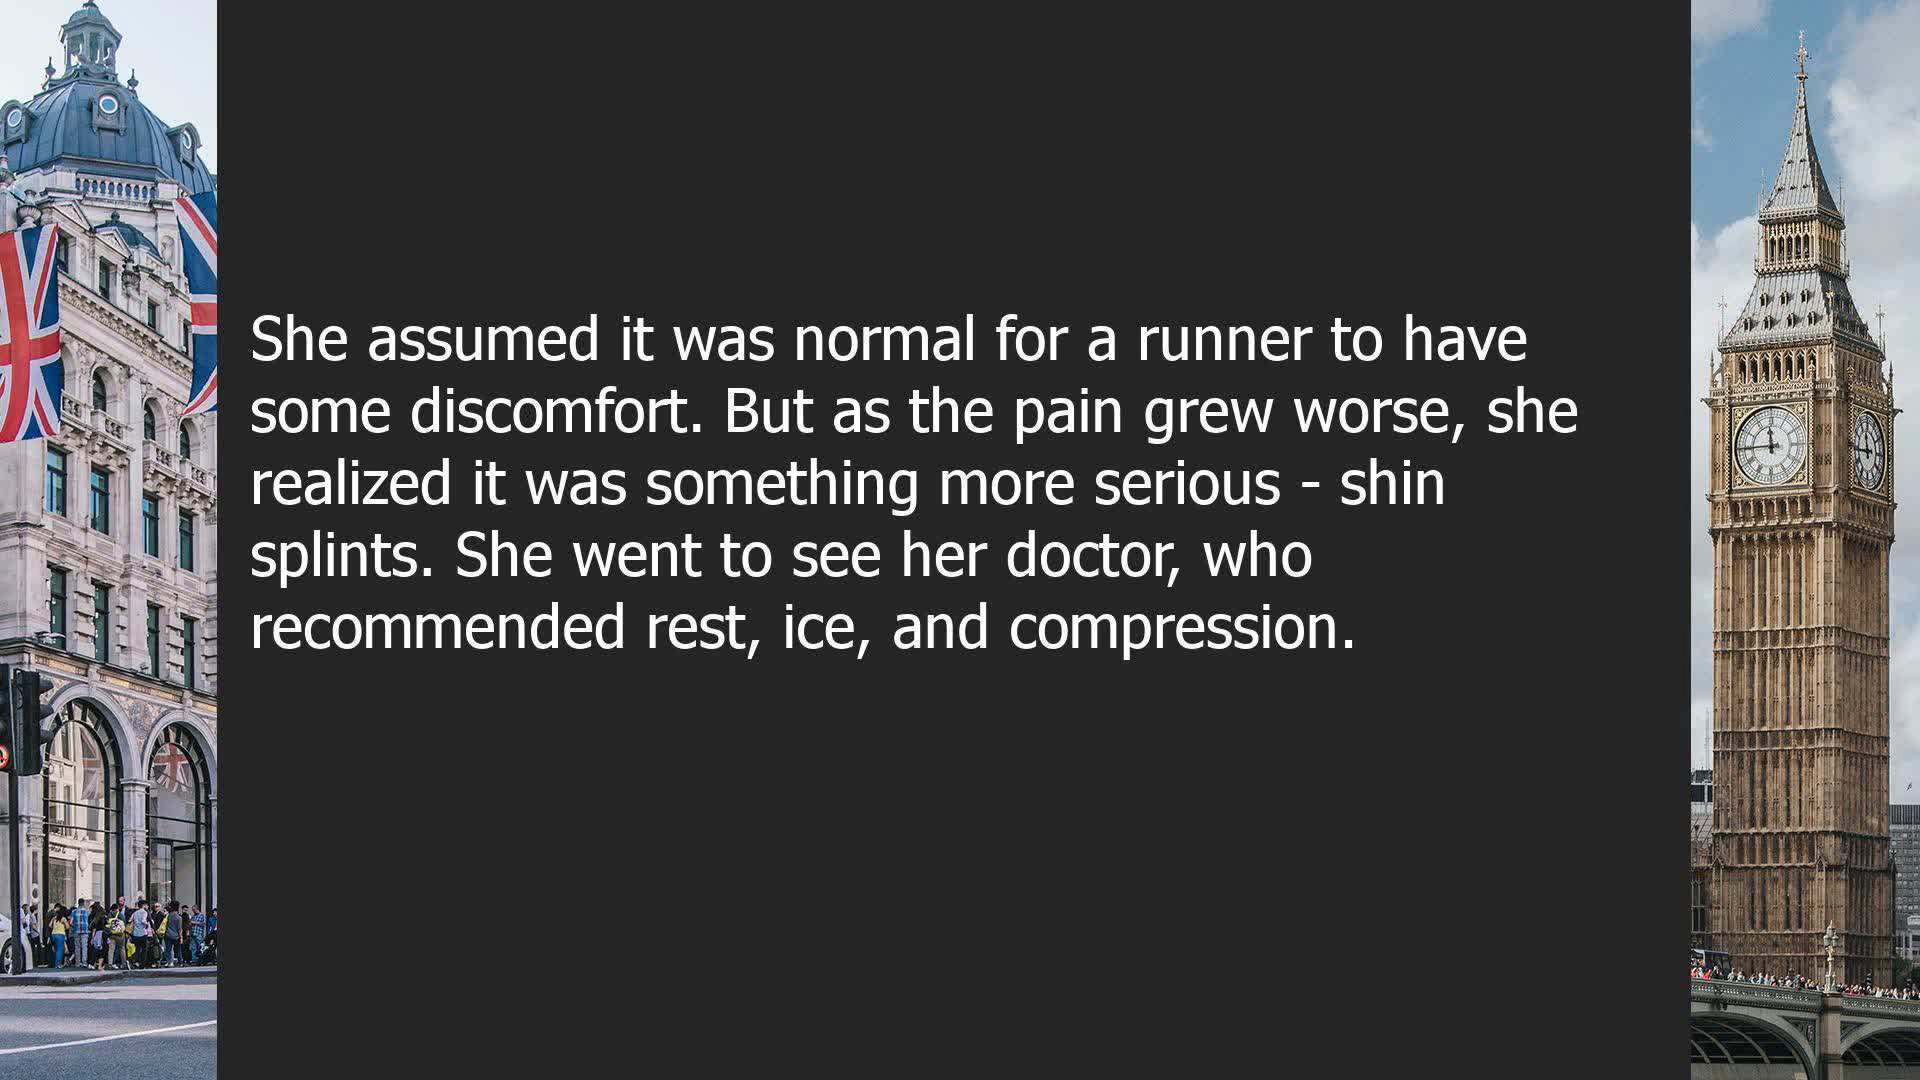 She assumed it was normal for a runner to have
some discomfort. But as the pain grew worse, she
realized it was something more serious - shin
splints. She went to see her doctor, who
recommended rest, ice, and compression.